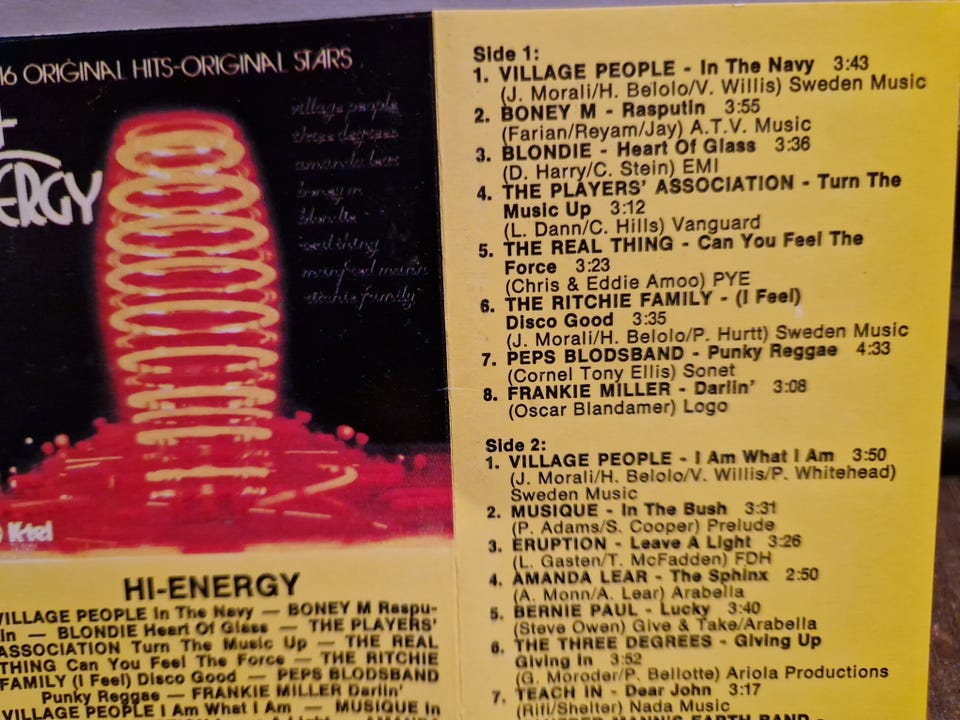 16 ORIGINAL HITS-ORIGINAL STARS
ERGY
village people
three degrees
amanda lear
boney m
blondie
real thing
manfred mann
ritchie family
K-tel
HI-ENERGY
VILLAGE PEOPLE In The Navy — BONEY M Raspu-
in — BLONDIE Heart Of Glass — THE PLAYERS'
ASSOCIATION Turn The Music Up — THE REAL
THING Can You Feel The Force — THE RITCHIE
FAMILY (I Feel) Disco Good — PEPS BLODSBAND
Punky Reggae — FRANKIE MILLER Darlin'
VILLAGE PEOPLE I Am What I Am — MUSIQUE In
Side 1:
1. VILLAGE PEOPLE - In The Navy 3:43
(J. Morali/H. Belolo/V. Willis) Sweden Music
2. BONEY M - Rasputin 3:55
(Farian/Reyam/Jay) A.T.V. Music
3. BLONDIE - Heart Of Glass 3:36
(D. Harry/C. Stein) EMI
4. THE PLAYERS' ASSOCIATION - Turn The
Music Up 3:12
(L. Dann/C. Hills) Vanguard
5. THE REAL THING - Can You Feel The
Force 3:23
(Chris & Eddie Amoo) PYE
6. THE RITCHIE FAMILY - (I Feel)
Disco Good 3:35
(J. Morali/H. Belolo/P. Hurtt) Sweden Music
7. PEPS BLODSBAND - Punky Reggae 4:33
(Cornel Tony Ellis) Sonet
8. FRANKIE MILLER - Darlin' 3:08
(Oscar Blandamer) Logo
Side 2:
1. VILLAGE PEOPLE - I Am What I Am 3:50
(J. Morali/H. Belolo/V. Willis/P. Whitehead)
Sweden Music
2. MUSIQUE - In The Bush 3:31
(P. Adams/S. Cooper) Prelude
3. ERUPTION - Leave A Light 3:26
(L. Gasten/T. McFadden) FDH
4. AMANDA LEAR - The Sphinx 2:50
(A. Monn/A. Lear) Arabella
5. BERNIE PAUL - Lucky 3:40
(Steve Owen) Give & Take/Arabella
6. THE THREE DEGREES - Giving Up
Giving In 3:52
(G. Moroder/P. Bellotte) Ariola Productions
7. TEACH IN - Dear John 3:17
(Rifi/Shelter) Nada Music
MANFRED MANN'S EARTH BAND -